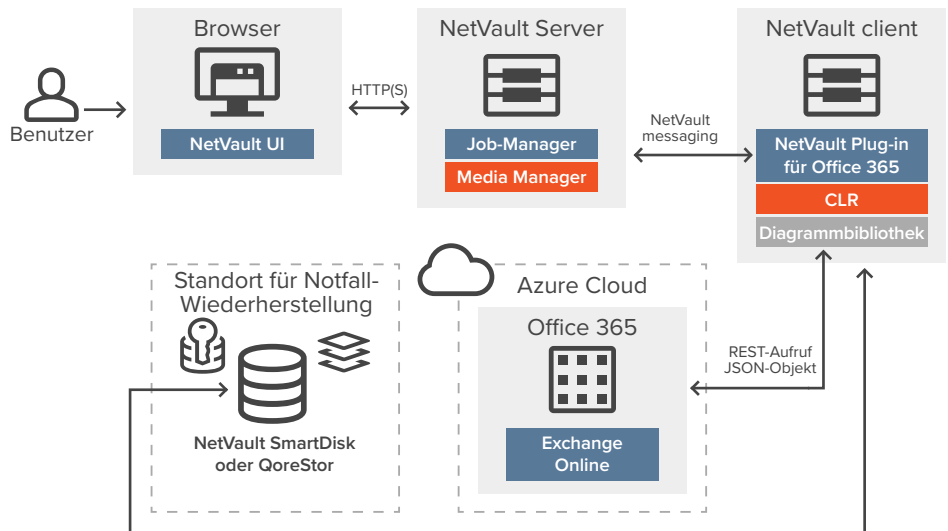 Browser
NetVault Server
NetVault client
Benutzer
HTTP(S)
NetVault UI
Job-Manager
Media Manager
NetVault
messaging
NetVault Plug-in
für Office 365
CLR
Diagrammbibliothek
Standort für Notfall-
Wiederherstellung
NetVault SmartDisk
oder QoreStor
Azure Cloud
Office 365
Exchange
Online
REST-Aufruf
JSON-Objekt